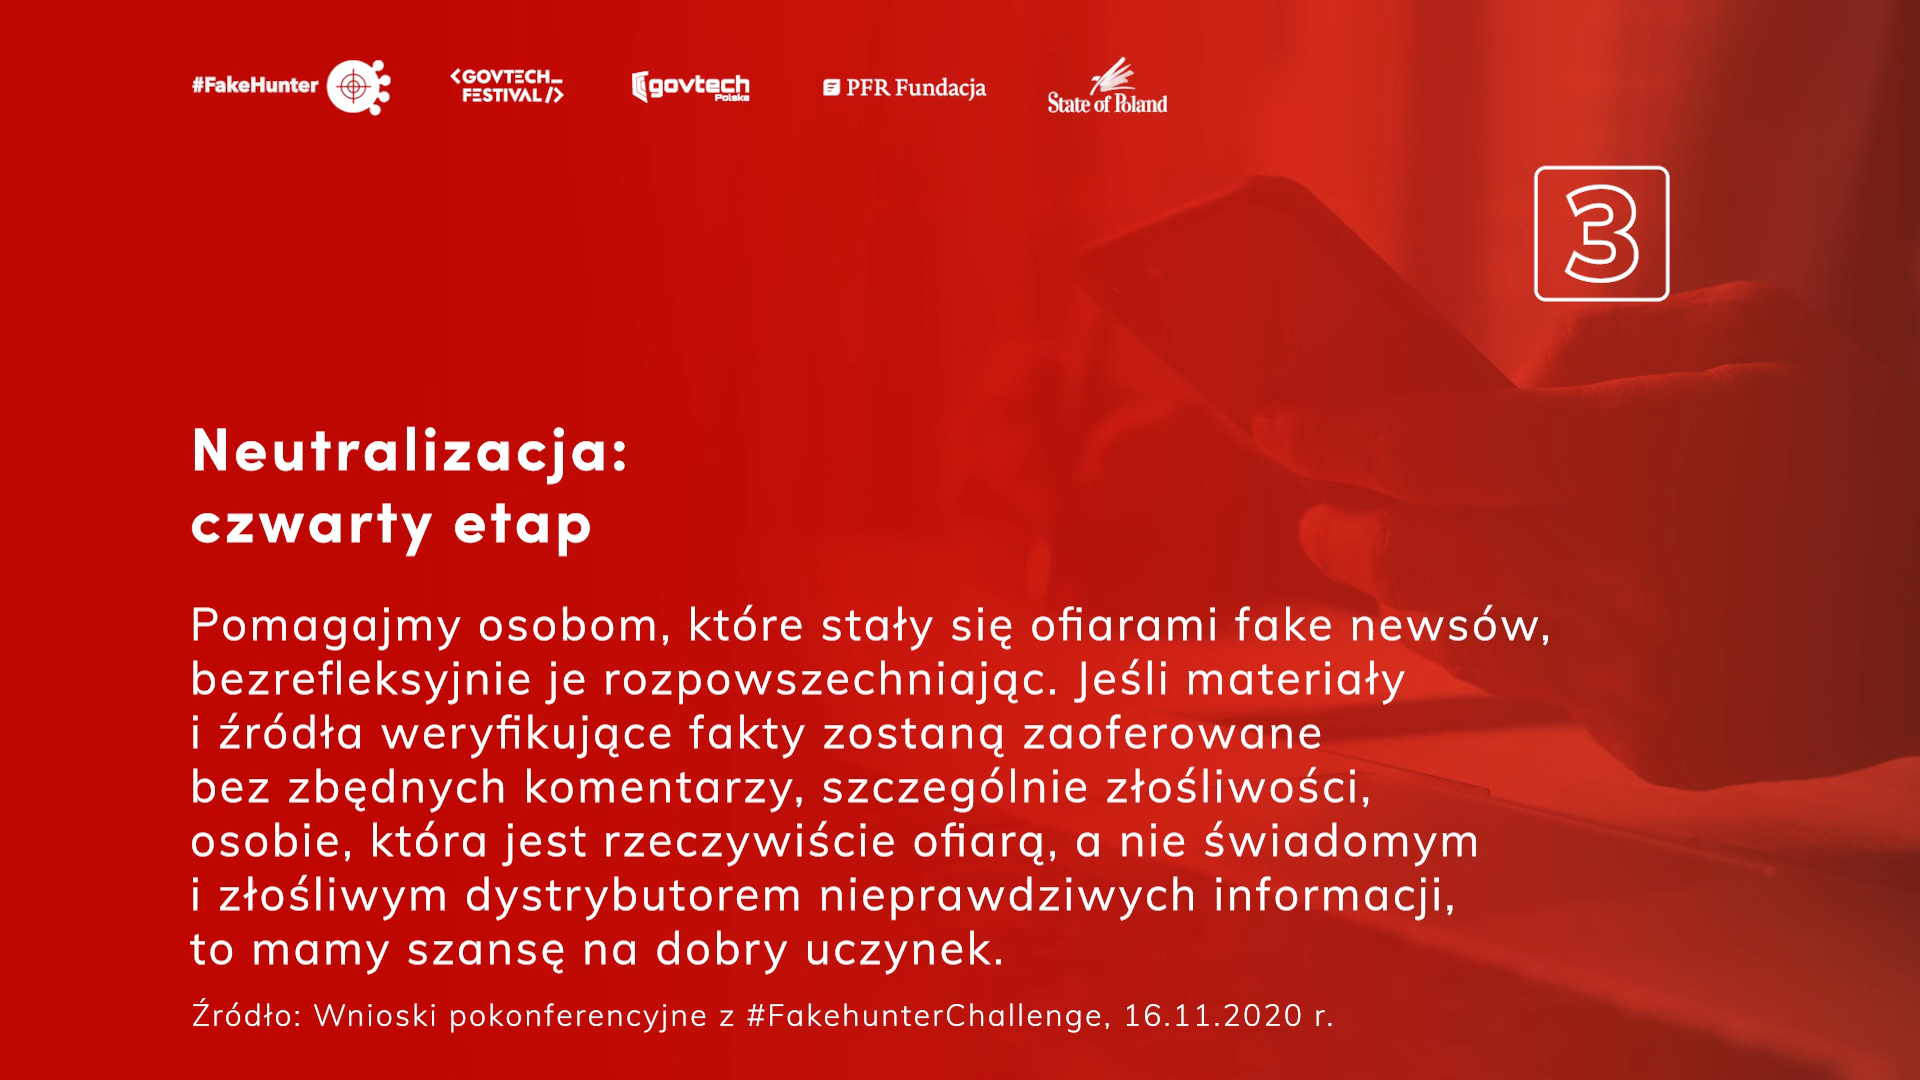 #FakeHunter
<GOVTECH_
FESTIVAL/>
govtech
Polska
PFR Fundacja
State of Poland
3
Neutralizacja:
czwarty etap
Pomagajmy osobom, które stały się ofiarami fake newsów,
bezrefleksyjnie je rozpowszechniając. Jeśli materiały
i źródła weryfikujące fakty zostaną zaoferowane
bez zbędnych komentarzy, szczególnie złośliwości,
osobie, która jest rzeczywiście ofiarą, a nie świadomym
i złośliwym dystrybutorem nieprawdziwych informacji,
to mamy szansę na dobry uczynek.
Źródło: Wnioski pokonferencyjne z #FakehunterChallenge, 16.11.2020 r.